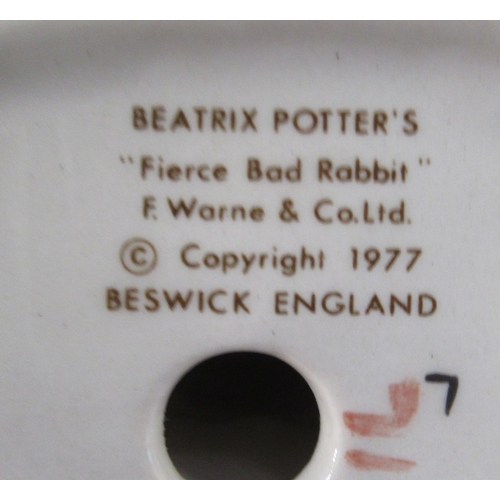 BEATRIX POTTER'S
"Fierce Bad Rabbit"
F. Warne & Co. Ltd.
© Copyright 1977
BESWICK ENGLAND